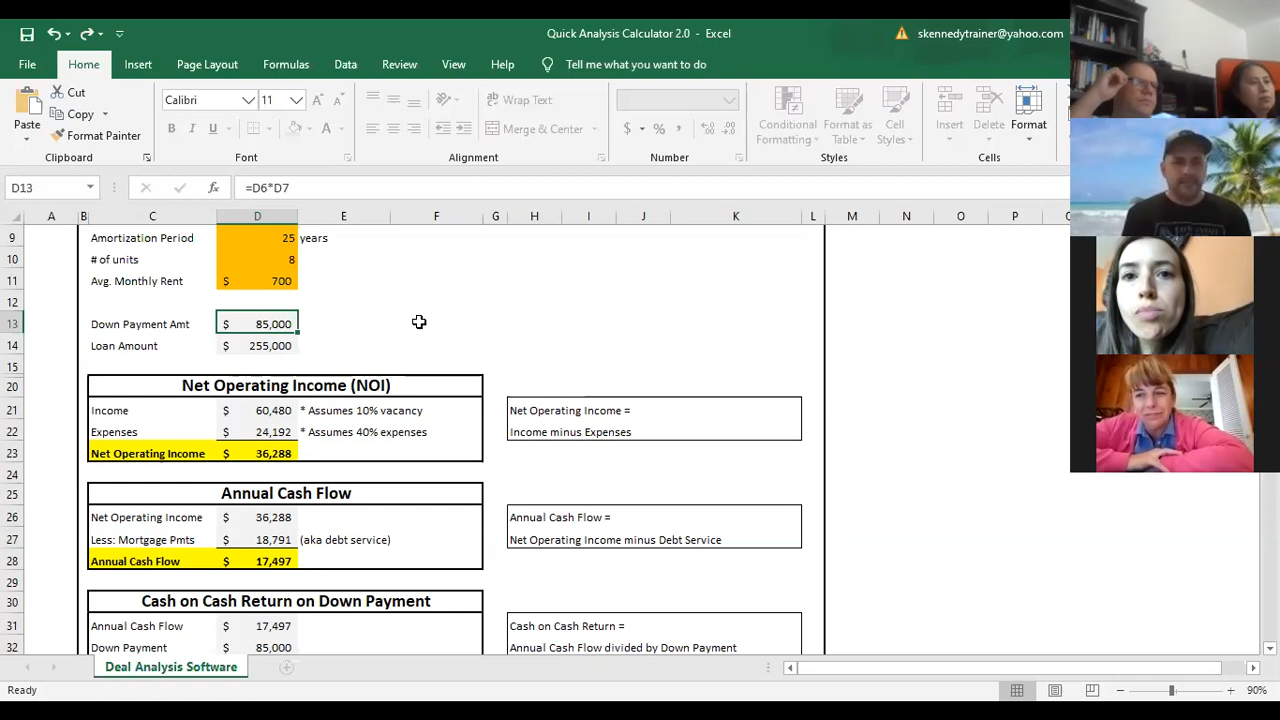 Quick Analysis Calculator 2.0 - Excel
skennedytrainer@yahoo.com
File Home Insert Page Layout Formulas Data Review View Help Tell me what you want to do
Paste
Cut
Copy
Format Painter
Calibri 11
B I U
A A
Wrap Text
Merge & Center
$ % ,
Conditional Formatting
Format as Table
Cell Styles
Insert
Delete
Format
Clipboard Font Alignment Number Styles Cells
D13 fx =D6*D7
A B C D E F G H I J K L M N O P
9 Amortization Period 25 years
10 # of units 8
11 Avg. Monthly Rent $ 700
12
13 Down Payment Amt $ 85,000
14 Loan Amount $ 255,000
15
20 Net Operating Income (NOI)
21 Income $ 60,480 * Assumes 10% vacancy Net Operating Income =
22 Expenses $ 24,192 * Assumes 40% expenses Income minus Expenses
23 Net Operating Income $ 36,288
24
25 Annual Cash Flow
26 Net Operating Income $ 36,288 Annual Cash Flow =
27 Less: Mortgage Pmts $ 18,791 (aka debt service) Net Operating Income minus Debt Service
28 Annual Cash Flow $ 17,497
29
30 Cash on Cash Return on Down Payment
31 Annual Cash Flow $ 17,497 Cash on Cash Return =
32 Down Payment $ 85,000 Annual Cash Flow divided by Down Payment
Deal Analysis Software
Ready 90%